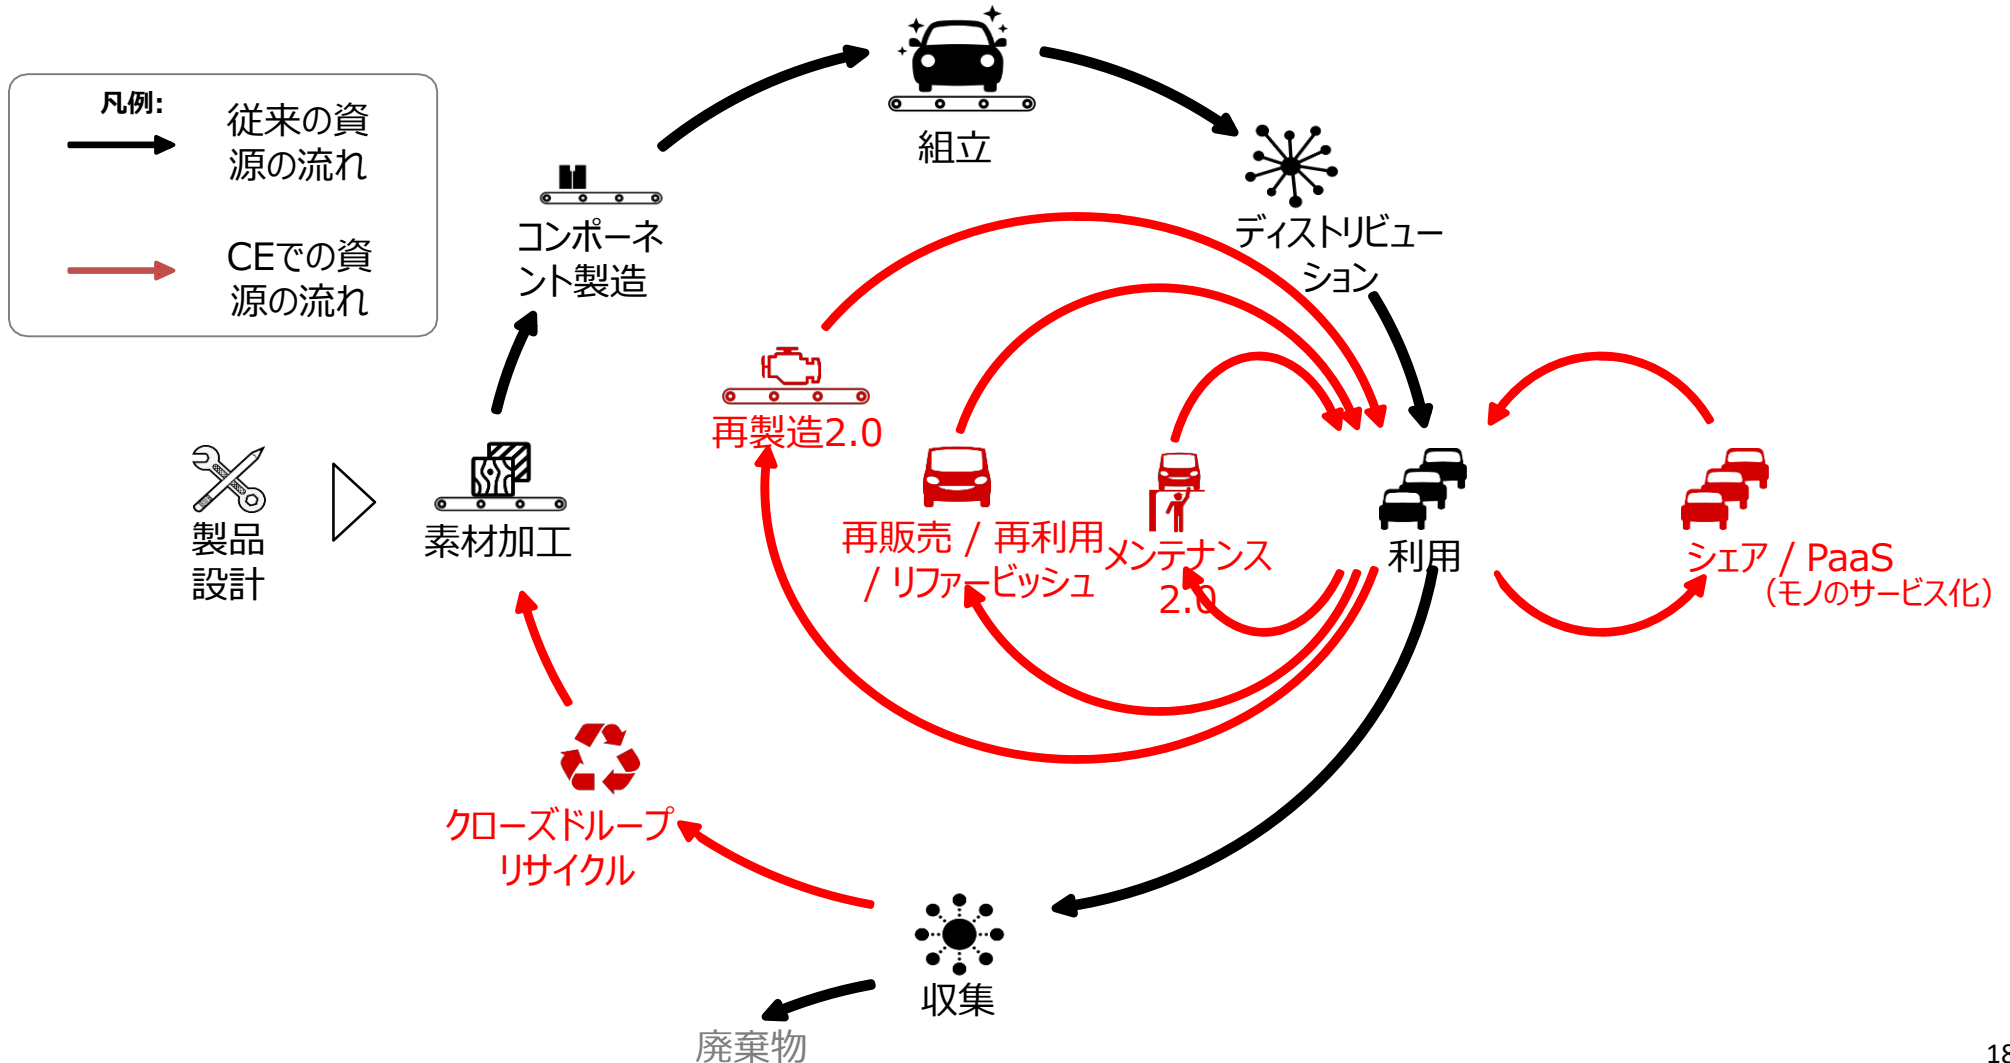 凡例:
従来の資
源の流れ
CEでの資
源の流れ
組立
コンポーネ
ント製造
ディストリビュー
ション
再製造2.0
製品
設計
素材加工
再販売 / 再利用
/ リファービッシュ
メンテナンス
2.0
利用
シェア / PaaS
（モノのサービス化）
クローズドループ
リサイクル
収集
廃棄物
18